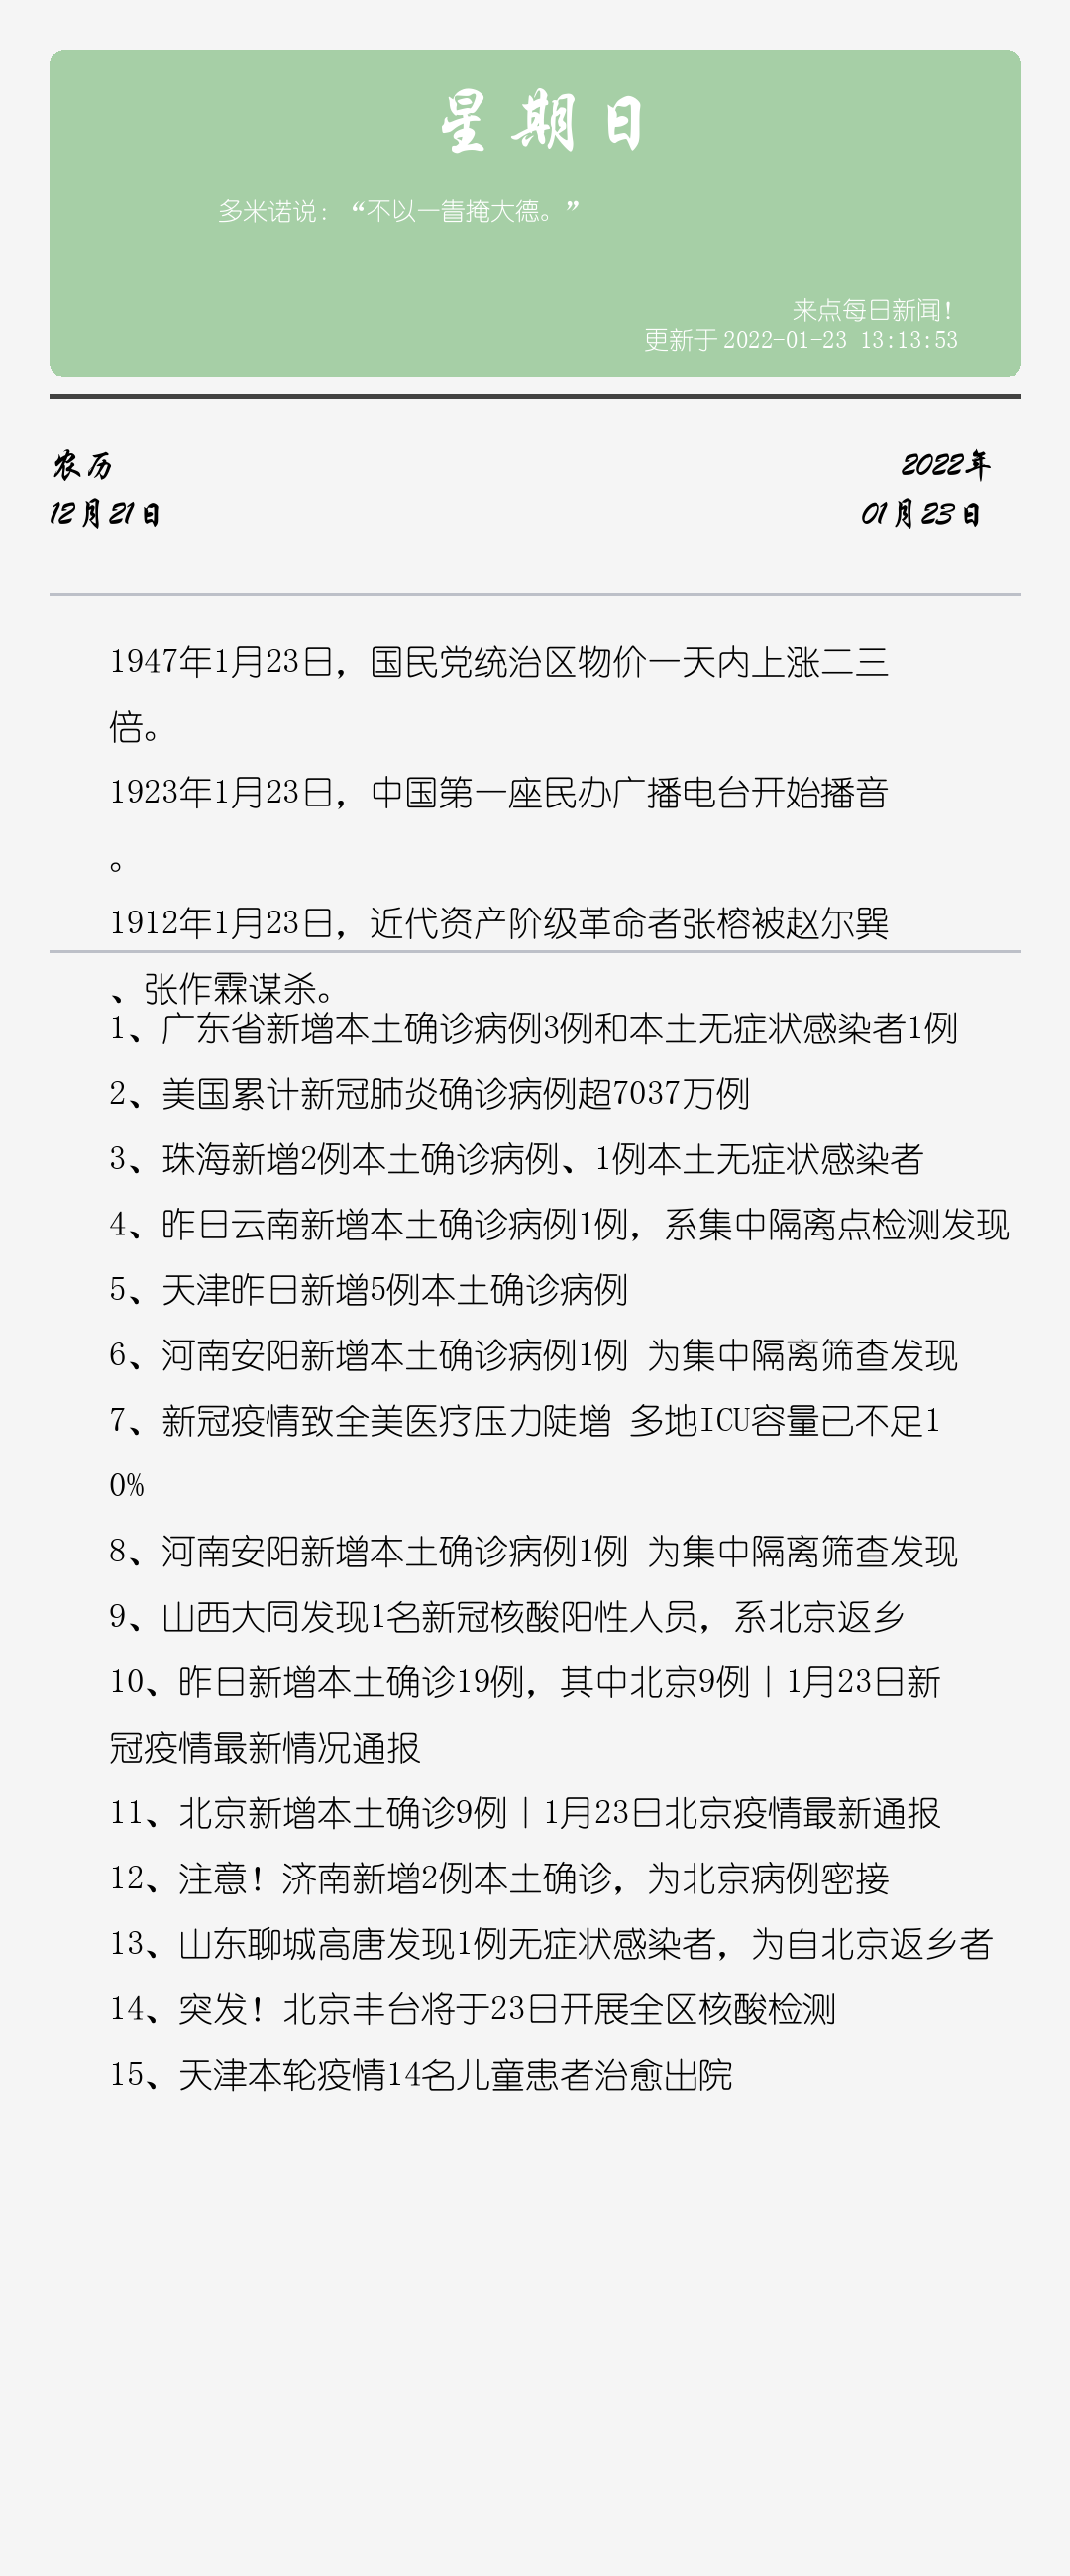 星期日
多米诺说：“不以一眚掩大德。”
来点每日新闻！
更新于 2022-01-23 13:13:53
农历
2022年
12月21日
01月23日
1947年1月23日，国民党统治区物价一天内上涨二三
倍。
1923年1月23日，中国第一座民办广播电台开始播音
。
1912年1月23日，近代资产阶级革命者张榕被赵尔巽
、张作霖谋杀。
1、广东省新增本土确诊病例3例和本土无症状感染者1例
2、美国累计新冠肺炎确诊病例超7037万例
3、珠海新增2例本土确诊病例、1例本土无症状感染者
4、昨日云南新增本土确诊病例1例，系集中隔离点检测发现
5、天津昨日新增5例本土确诊病例
6、河南安阳新增本土确诊病例1例 为集中隔离筛查发现
7、新冠疫情致全美医疗压力陡增 多地ICU容量已不足1
0%
8、河南安阳新增本土确诊病例1例 为集中隔离筛查发现
9、山西大同发现1名新冠核酸阳性人员，系北京返乡
10、昨日新增本土确诊19例，其中北京9例丨1月23日新
冠疫情最新情况通报
11、北京新增本土确诊9例丨1月23日北京疫情最新通报
12、注意！济南新增2例本土确诊，为北京病例密接
13、山东聊城高唐发现1例无症状感染者，为自北京返乡者
14、突发！北京丰台将于23日开展全区核酸检测
15、天津本轮疫情14名儿童患者治愈出院